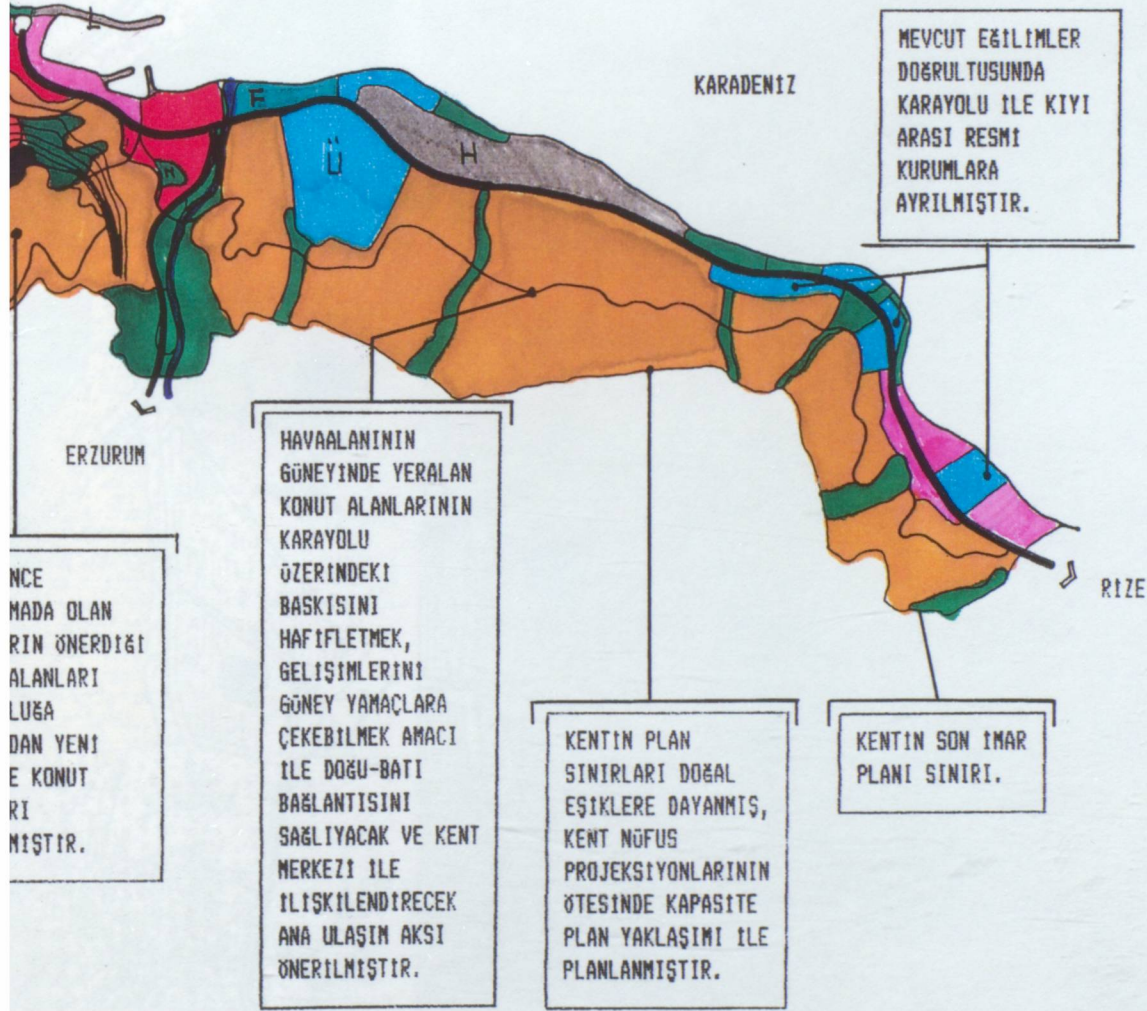 KARADENİZ
MEVCUT EĞİLİMLER
DOĞRULTUSUNDA
KARAYOLU İLE KIYI
ARASI RESMİ
KURUMLARA
AYRILMIŞTIR.
Ü
H
ERZURUM
RİZE
NCE
MADA OLAN
RIN ÖNERDİĞİ
ALANLARI
LUĞA
DAN YENİ
E KONUT
RI
MİŞTİR.
HAVAALANININ
GÜNEYİNDE YERALAN
KONUT ALANLARININ
KARAYOLU
ÜZERİNDEKİ
BASKISINI
HAFİFLETMEK,
GELİŞİMLERİNİ
GÜNEY YAMAÇLARA
ÇEKEBİLMEK AMACI
İLE DOĞU-BATI
BAĞLANTISINI
SAĞLIYACAK VE KENT
MERKEZİ İLE
İLİŞKİLENDİRECEK
ANA ULAŞIM AKSI
ÖNERİLMİŞTİR.
KENTİN PLAN
SINIRLARI DOĞAL
EŞİKLERE DAYANMIŞ,
KENT NÜFUS
PROJEKSİYONLARININ
ÖTESİNDE KAPASİTE
PLAN YAKLAŞIMI İLE
PLANLANMIŞTIR.
KENTİN SON İMAR
PLANI SINIRI.